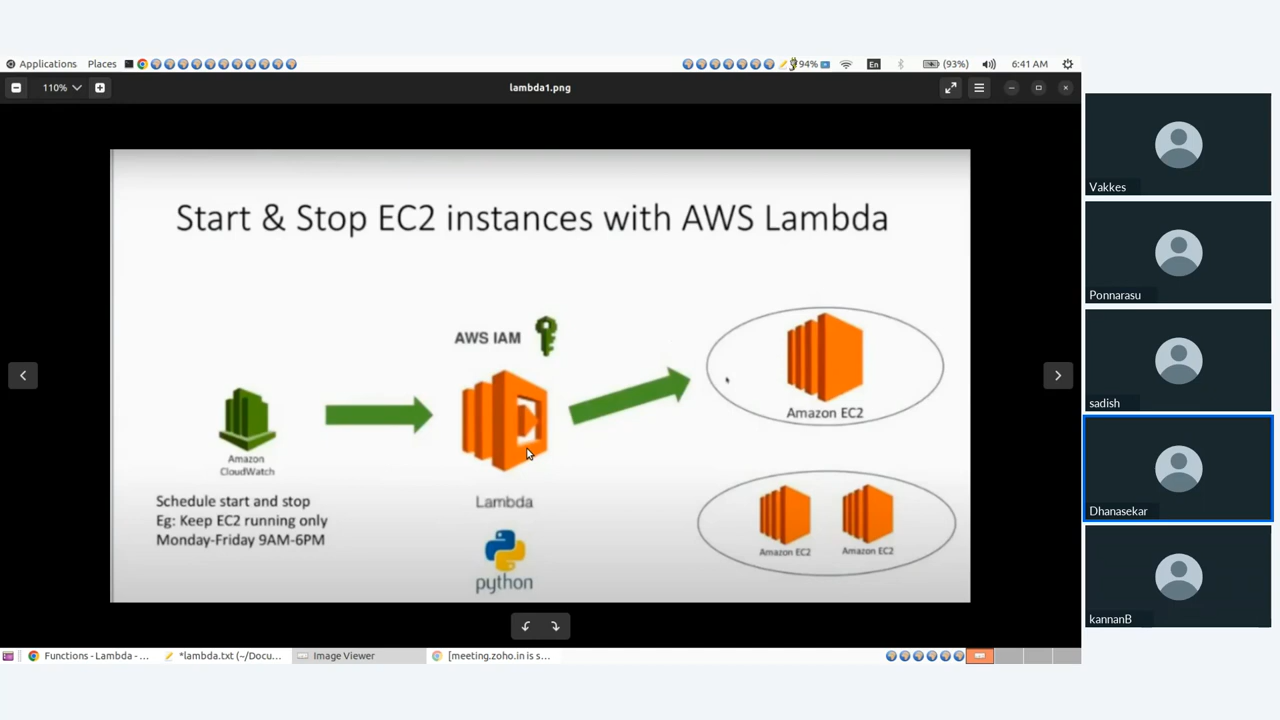 Applications Places
94% En (93%) 6:41 AM
110% lambda1.png
Start & Stop EC2 instances with AWS Lambda
AWS IAM
Amazon
CloudWatch
Schedule start and stop
Eg: Keep EC2 running only
Monday-Friday 9AM-6PM
Lambda
python
Amazon EC2
Amazon EC2 Amazon EC2
Functions - Lambda - ... *lambda.txt (~/Docu... Image Viewer [meeting.zoho.in is s...
Vakkes
Ponnarasu
sadish
Dhanasekar
kannanB